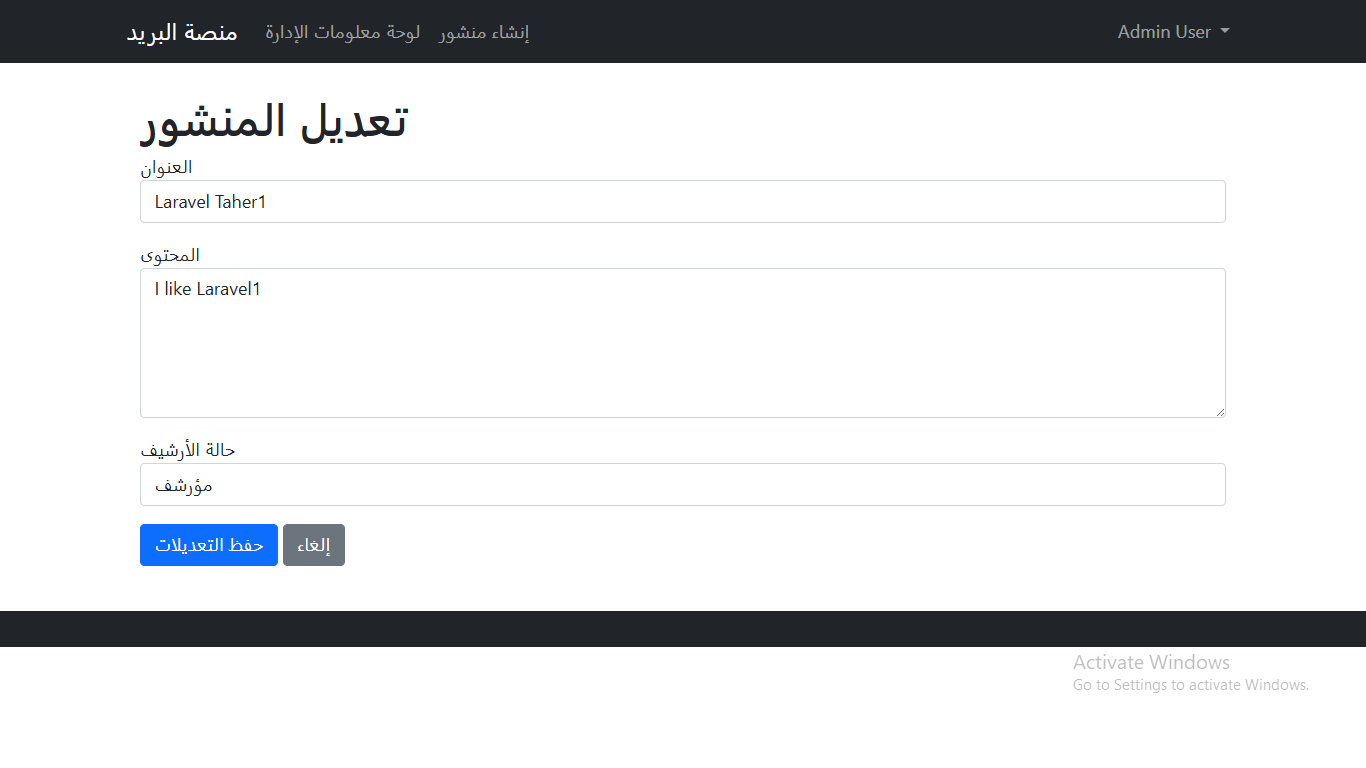 منصة البريد
لوحة معلومات الإدارة
إنشاء منشور
Admin User
تعديل المنشور
العنوان
Laravel Taher1
المحتوى
I like Laravel1
حالة الأرشيف
مؤرشف
حفظ التعديلات
إلغاء
Activate Windows
Go to Settings to activate Windows.